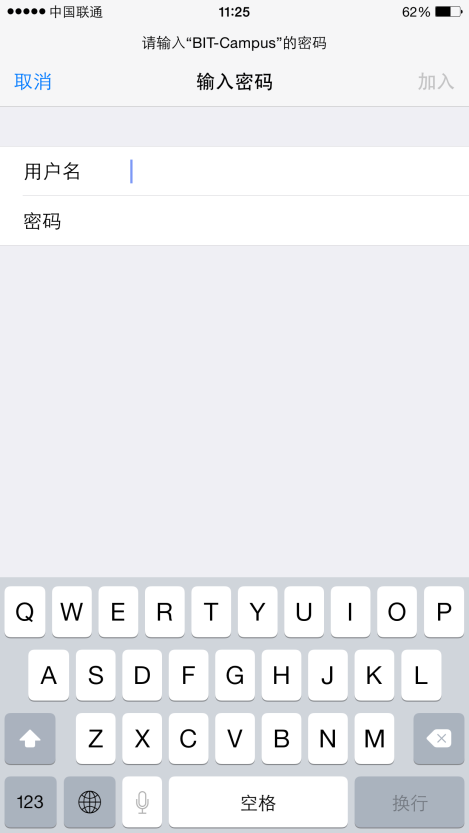 中国联通 11:25 62%
请输入“BIT-Campus”的密码
取消 输入密码 加入
用户名
密码
Q W E R T Y U I O P
A S D F G H J K L
Z X C V B N M
123 空格 换行